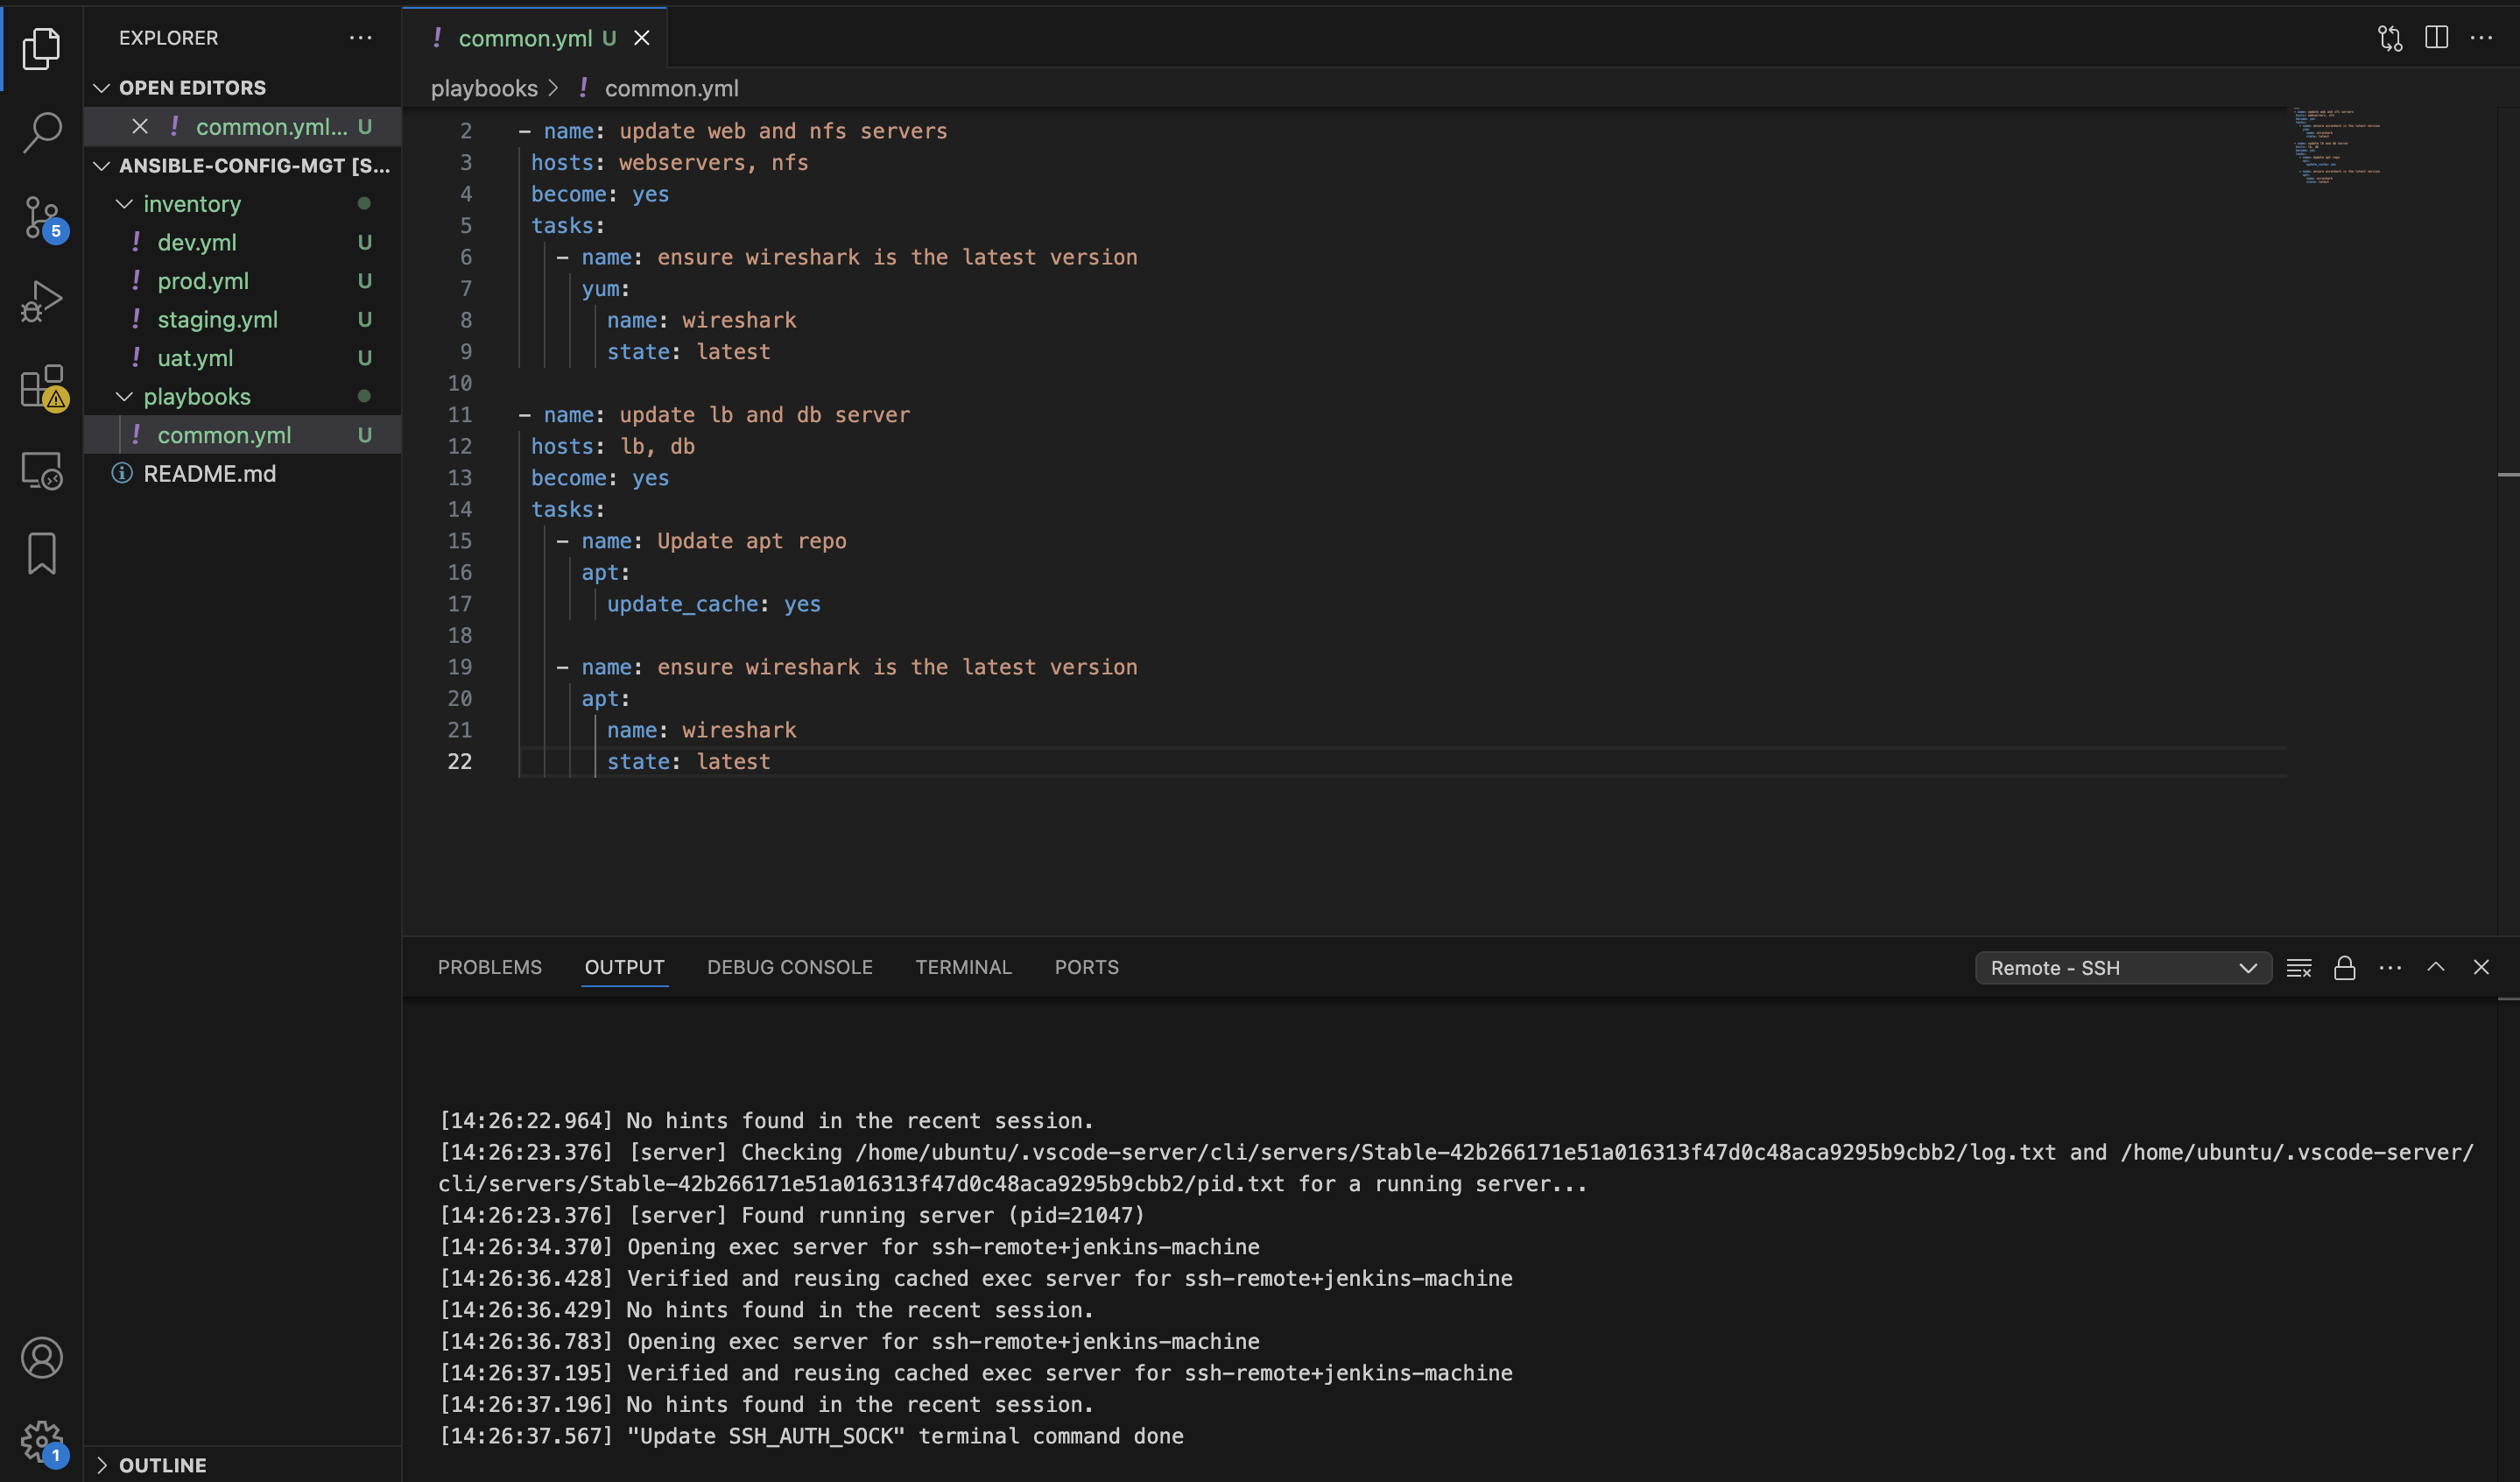 EXPLORER
OPEN EDITORS
common.yml... U
ANSIBLE-CONFIG-MGT [S...
inventory
dev.yml U
prod.yml U
staging.yml U
uat.yml U
playbooks
common.yml U
README.md
OUTLINE
5
1
! common.yml U
playbooks > ! common.yml
2 - name: update web and nfs servers
3 hosts: webservers, nfs
4 become: yes
5 tasks:
6 - name: ensure wireshark is the latest version
7 yum:
8 name: wireshark
9 state: latest
10
11 - name: update lb and db server
12 hosts: lb, db
13 become: yes
14 tasks:
15 - name: Update apt repo
16 apt:
17 update_cache: yes
18
19 - name: ensure wireshark is the latest version
20 apt:
21 name: wireshark
22 state: latest
PROBLEMS OUTPUT DEBUG CONSOLE TERMINAL PORTS Remote - SSH
[14:26:22.964] No hints found in the recent session.
[14:26:23.376] [server] Checking /home/ubuntu/.vscode-server/cli/servers/Stable-42b266171e51a016313f47d0c48aca9295b9cbb2/log.txt and /home/ubuntu/.vscode-server/
cli/servers/Stable-42b266171e51a016313f47d0c48aca9295b9cbb2/pid.txt for a running server...
[14:26:23.376] [server] Found running server (pid=21047)
[14:26:34.370] Opening exec server for ssh-remote+jenkins-machine
[14:26:36.428] Verified and reusing cached exec server for ssh-remote+jenkins-machine
[14:26:36.429] No hints found in the recent session.
[14:26:36.783] Opening exec server for ssh-remote+jenkins-machine
[14:26:37.195] Verified and reusing cached exec server for ssh-remote+jenkins-machine
[14:26:37.196] No hints found in the recent session.
[14:26:37.567] "Update SSH_AUTH_SOCK" terminal command done